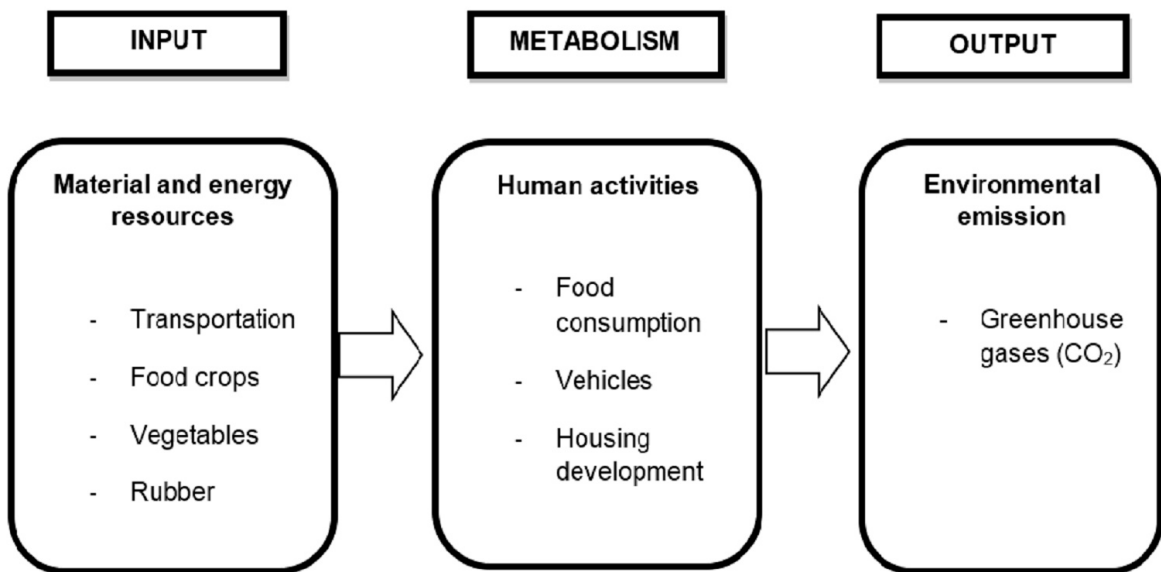 INPUT
METABOLISM
OUTPUT
Material and energy
resources
- Transportation
- Food crops
- Vegetables
- Rubber
Human activities
- Food
consumption
- Vehicles
- Housing
development
Environmental
emission
- Greenhouse
gases (CO₂)